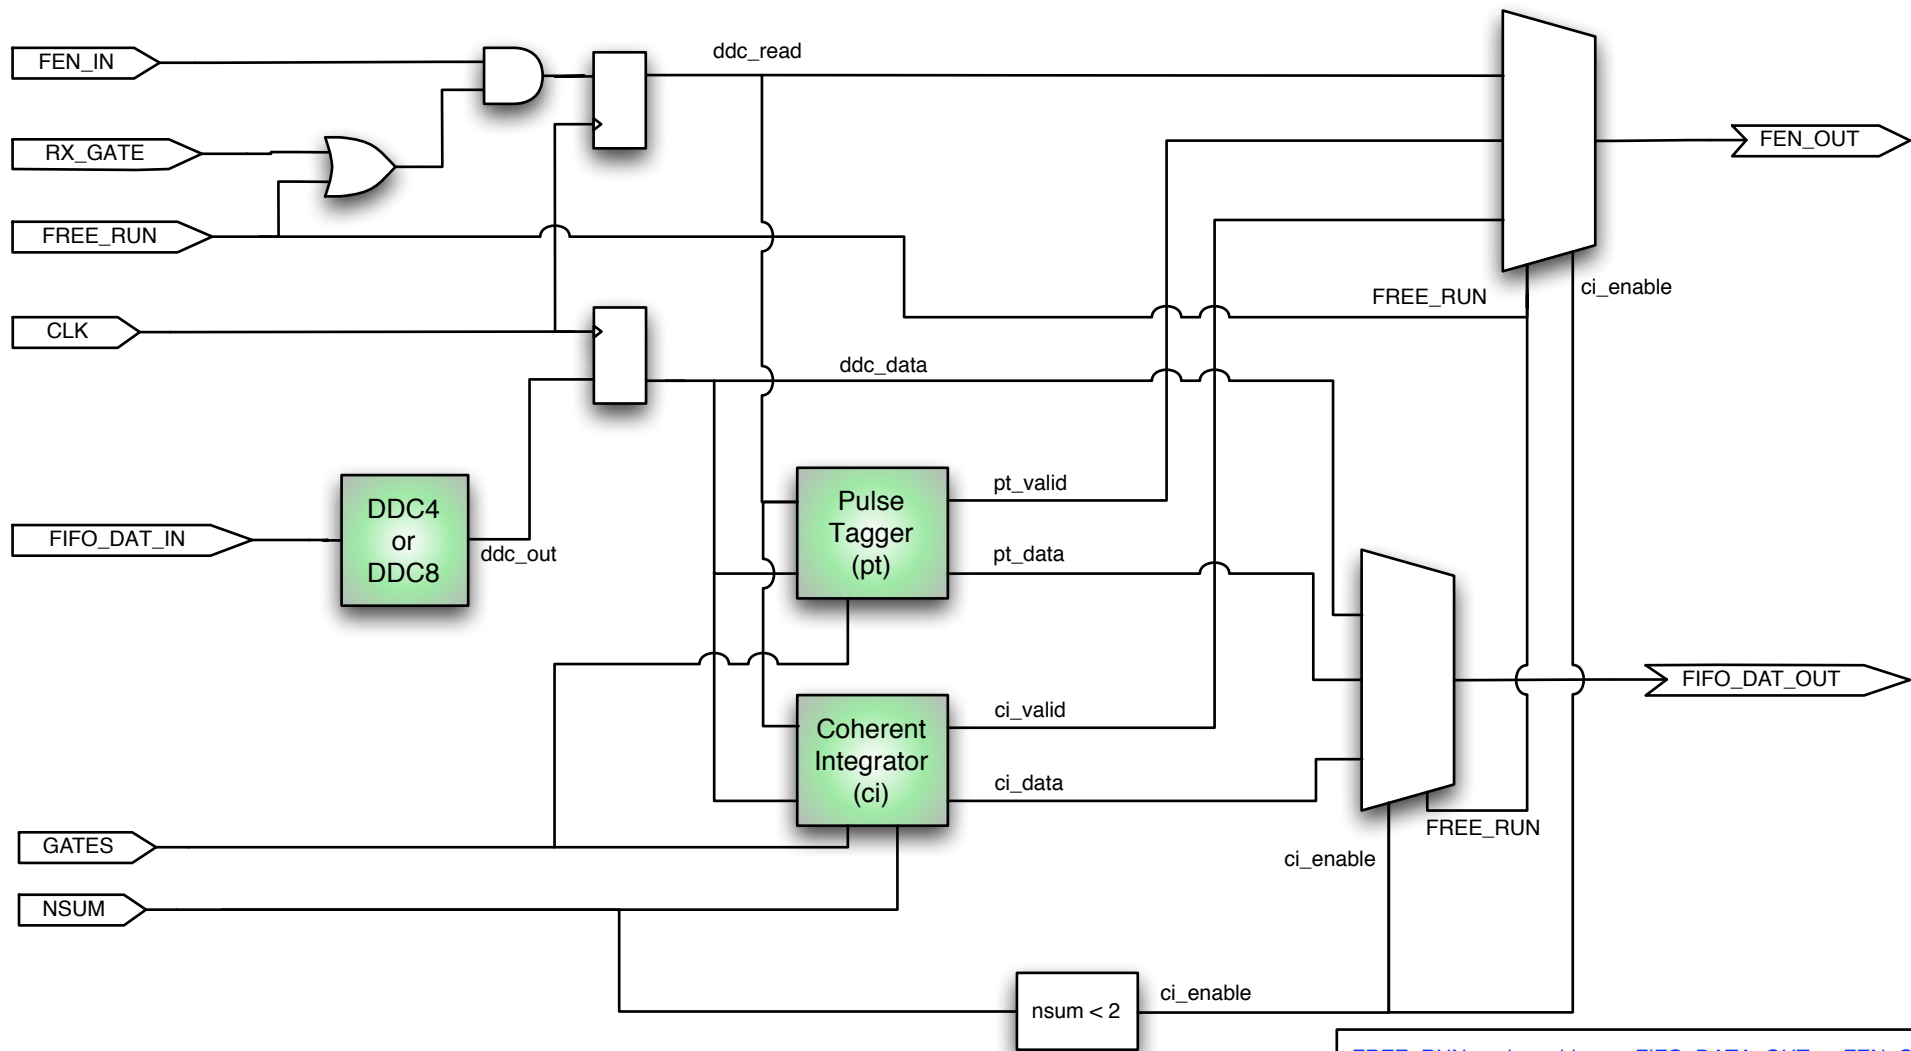 FEN_IN
ddc_read
RX_GATE
FEN_OUT
FREE_RUN
FREE_RUN
ci_enable
CLK
ddc_data
DDC4
or
DDC8
FIFO_DAT_IN
ddc_out
Pulse
Tagger
(pt)
pt_valid
pt_data
FIFO_DAT_OUT
Coherent
Integrator
(ci)
ci_valid
ci_data
FREE_RUN
GATES
ci_enable
NSUM
nsum < 2
ci_enable